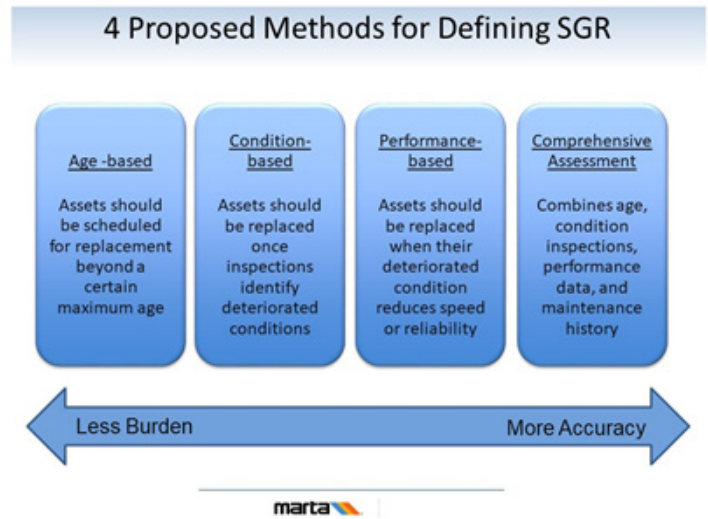 4 Proposed Methods for Defining SGR
Age -based
Assets should
be scheduled
for replacement
beyond a
certain
maximum age
Condition-
based
Assets should
be replaced
once
inspections
identify
deteriorated
conditions
Performance-
based
Assets should
be replaced
when their
deteriorated
condition
reduces speed
or reliability
Comprehensive
Assessment
Combines age,
condition
inspections,
performance
data, and
maintenance
history
Less Burden
More Accuracy
marta